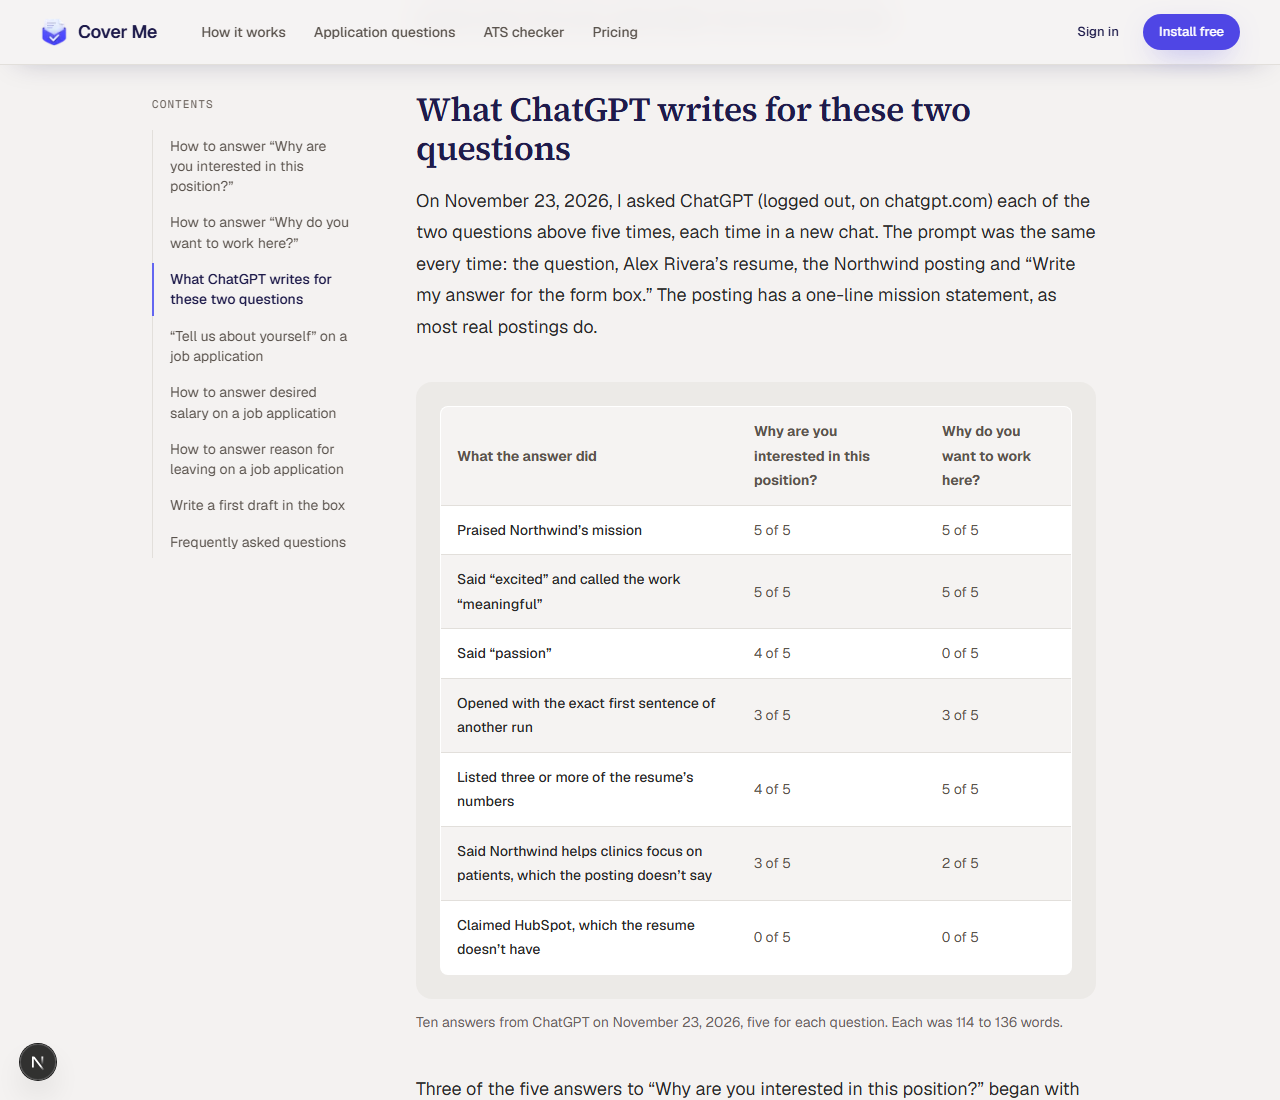 Cover Me
How it works
Application questions
ATS checker
Pricing
Sign in
Install free
CONTENTS
How to answer “Why are
you interested in this
position?”
How to answer “Why do you
want to work here?”
What ChatGPT writes for
these two questions
“Tell us about yourself” on a
job application
How to answer desired
salary on a job application
How to answer reason for
leaving on a job application
Write a first draft in the box
Frequently asked questions
What ChatGPT writes for these two
questions
On November 23, 2026, I asked ChatGPT (logged out, on chatgpt.com) each of the
two questions above five times, each time in a new chat. The prompt was the same
every time: the question, Alex Rivera’s resume, the Northwind posting and “Write
my answer for the form box.” The posting has a one-line mission statement, as
most real postings do.
What the answer did
Why are you
interested in this
position?
Why do you
want to work
here?
Praised Northwind’s mission
5 of 5
5 of 5
Said “excited” and called the work
“meaningful”
5 of 5
5 of 5
Said “passion”
4 of 5
0 of 5
Opened with the exact first sentence of
another run
3 of 5
3 of 5
Listed three or more of the resume’s
numbers
4 of 5
5 of 5
Said Northwind helps clinics focus on
patients, which the posting doesn’t say
3 of 5
2 of 5
Claimed HubSpot, which the resume
doesn’t have
0 of 5
0 of 5
Ten answers from ChatGPT on November 23, 2026, five for each question. Each was 114 to 136 words.
N
Three of the five answers to “Why are you interested in this position?” began with